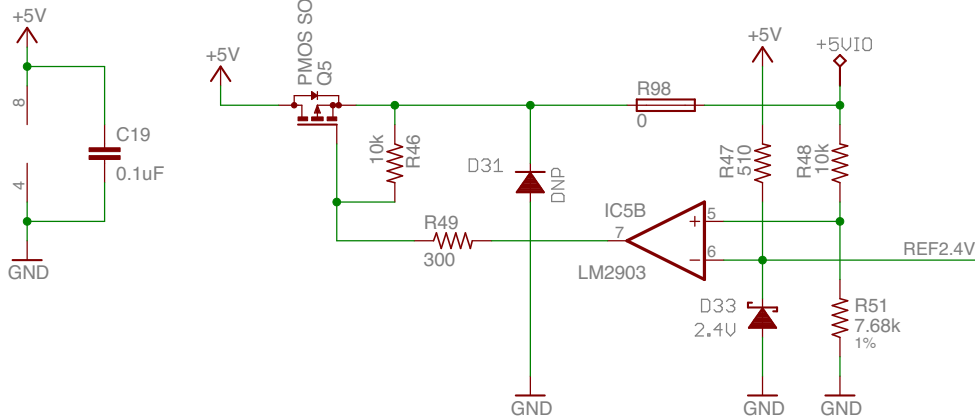 +5V
8
4
C19
0.1uF
GND
+5V
PMOS SO
Q5
10k
R46
R49
300
D31
DNP
GND
R98
0
+5V
+5VIO
R47
510
R48
10k
IC5B
7
+
5
−
6
LM2903
REF2.4V
D33
2.4V
R51
7.68k
1%
GND
GND